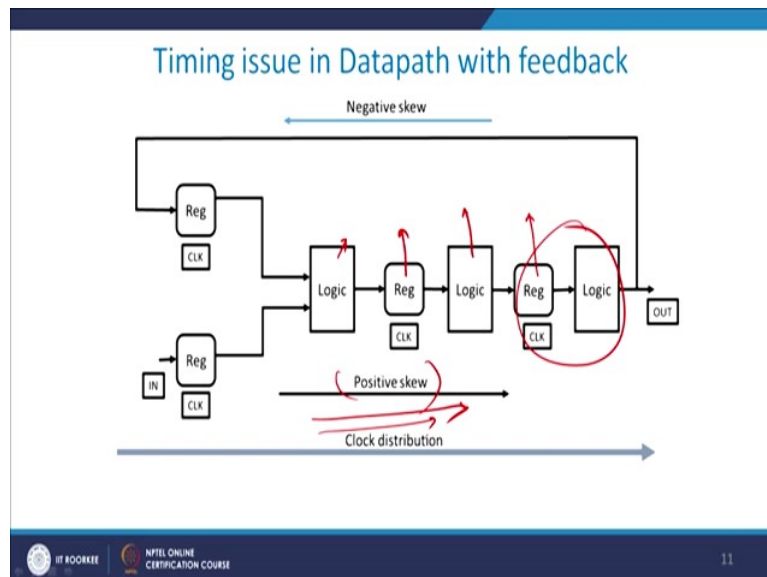 Timing issue in Datapath with feedback
Negative skew
Reg
CLK
Logic
Reg
CLK
Logic
Reg
CLK
Logic
OUT
Reg
IN
CLK
Positive skew
Clock distribution
IIT ROORKEE
NPTEL ONLINE
CERTIFICATION COURSE
11